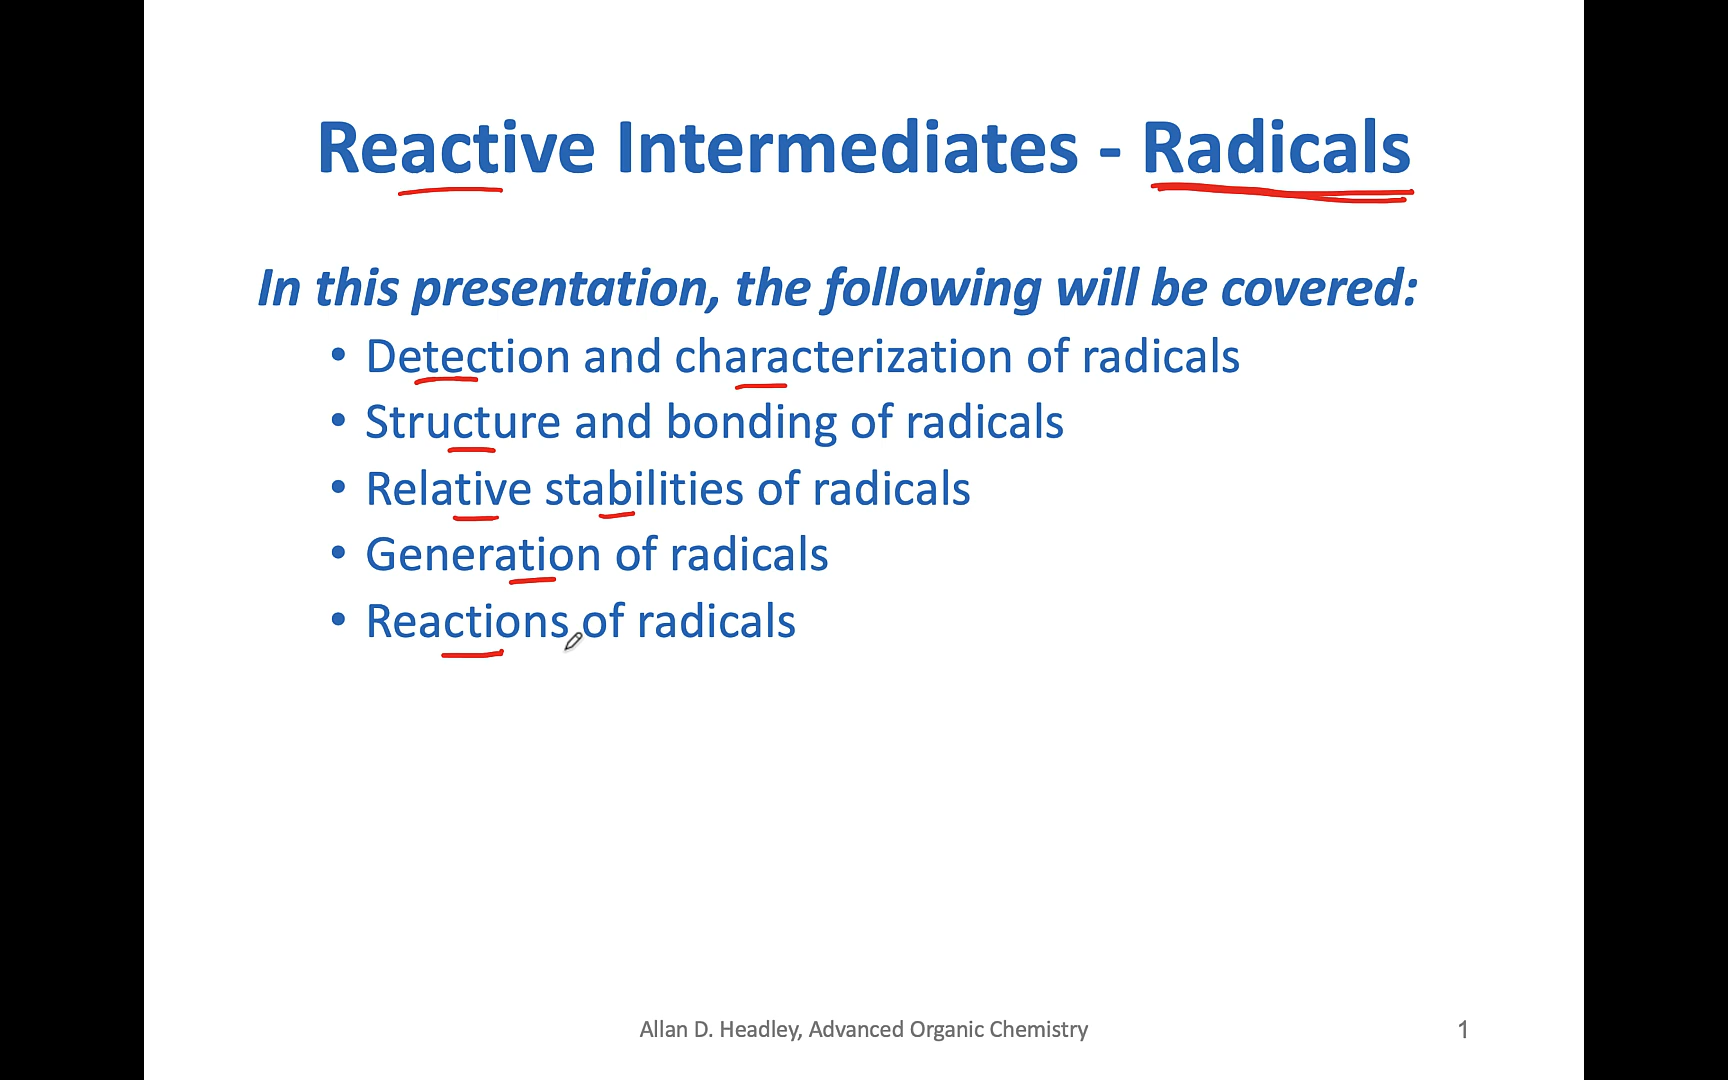 Reactive Intermediates - Radicals
In this presentation, the following will be covered:
• Detection and characterization of radicals
• Structure and bonding of radicals
• Relative stabilities of radicals
• Generation of radicals
• Reactions of radicals
Allan D. Headley, Advanced Organic Chemistry
1